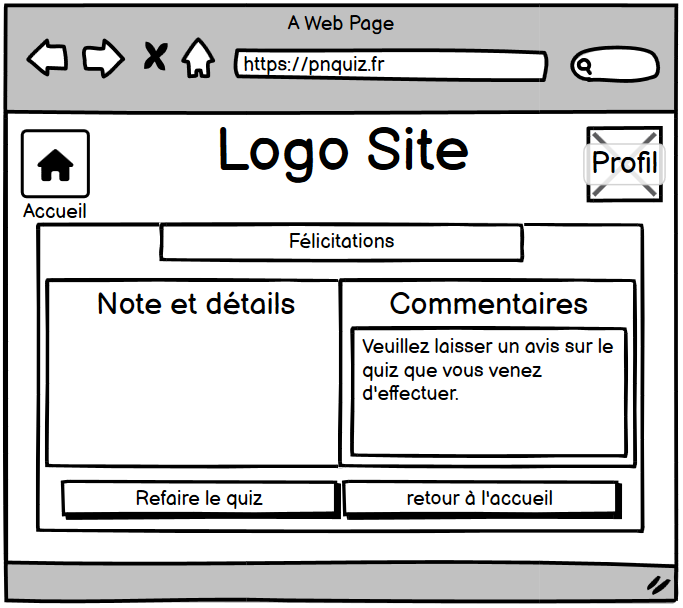 A Web Page
https://pnquiz.fr
Logo Site
Profil
Accueil
Félicitations
Note et détails
Commentaires
Veuillez laisser un avis sur le
quiz que vous venez
d'effectuer.
Refaire le quiz
retour à l'accueil